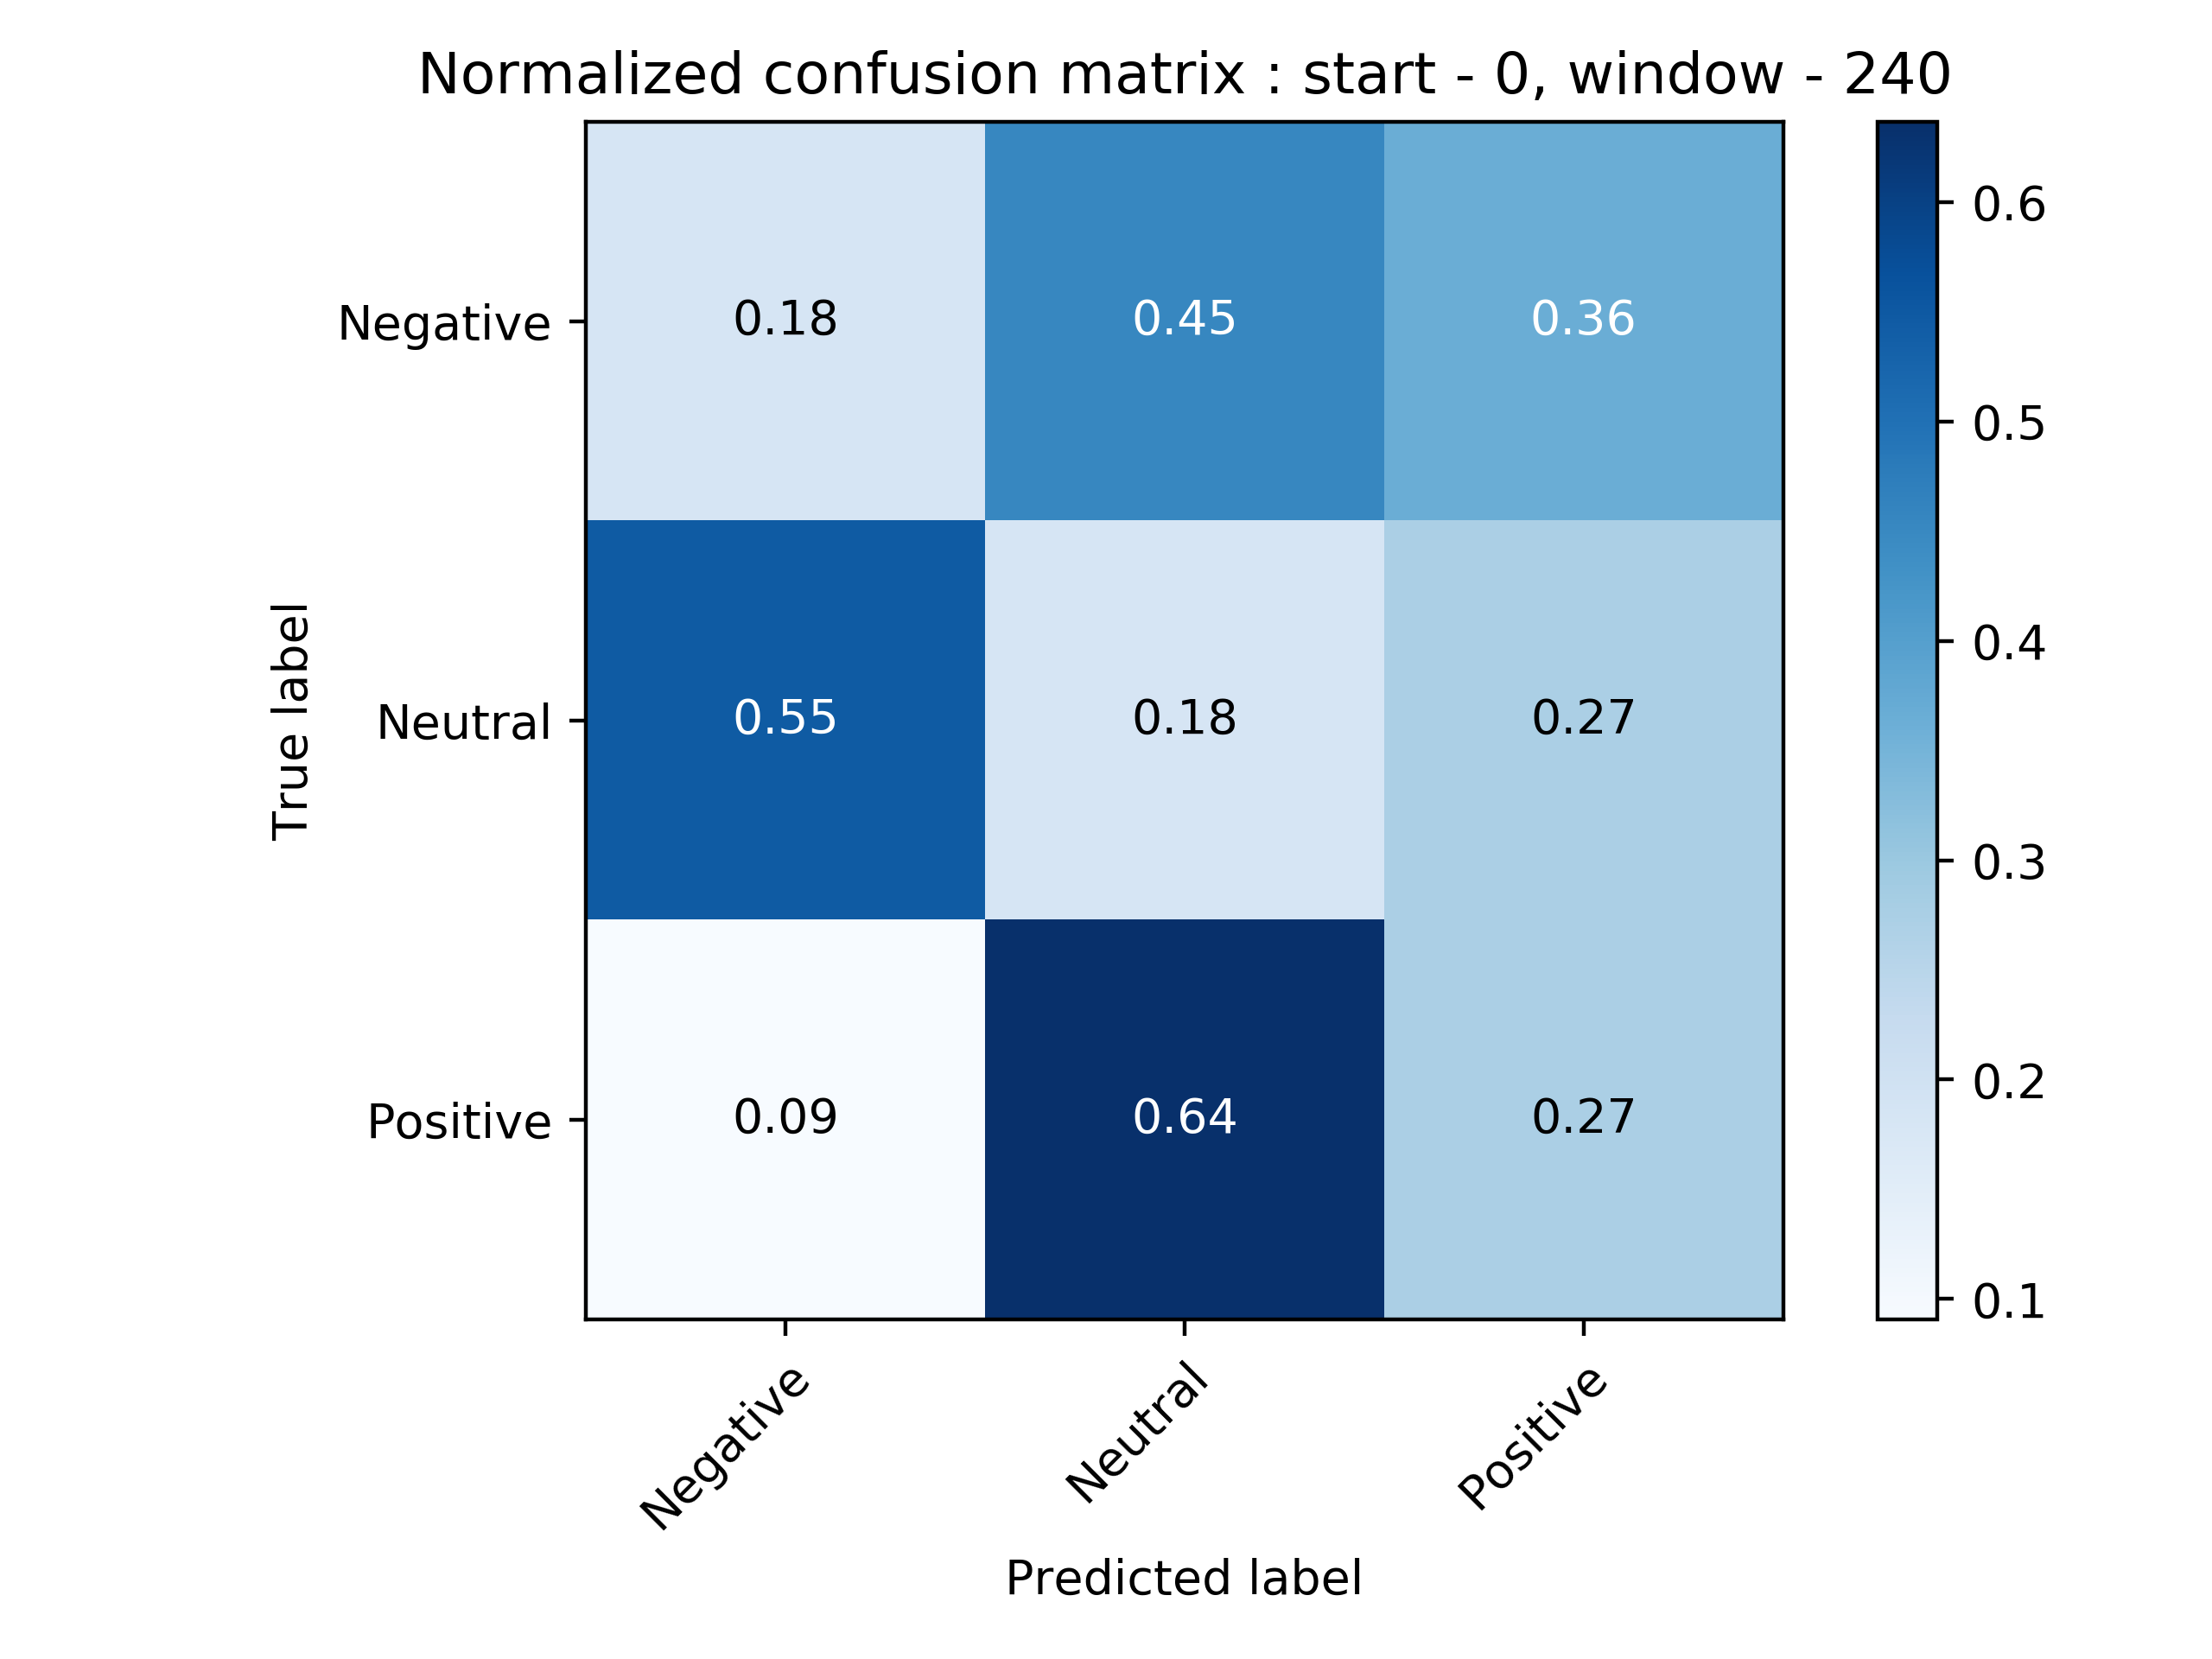 Normalized confusion matrix : start - 0, window - 240
True label
Negative
0.18
0.45
0.36
Neutral
0.55
0.18
0.27
Positive
0.09
0.64
0.27
Negative
Neutral
Positive
Predicted label
0.6
0.5
0.4
0.3
0.2
0.1